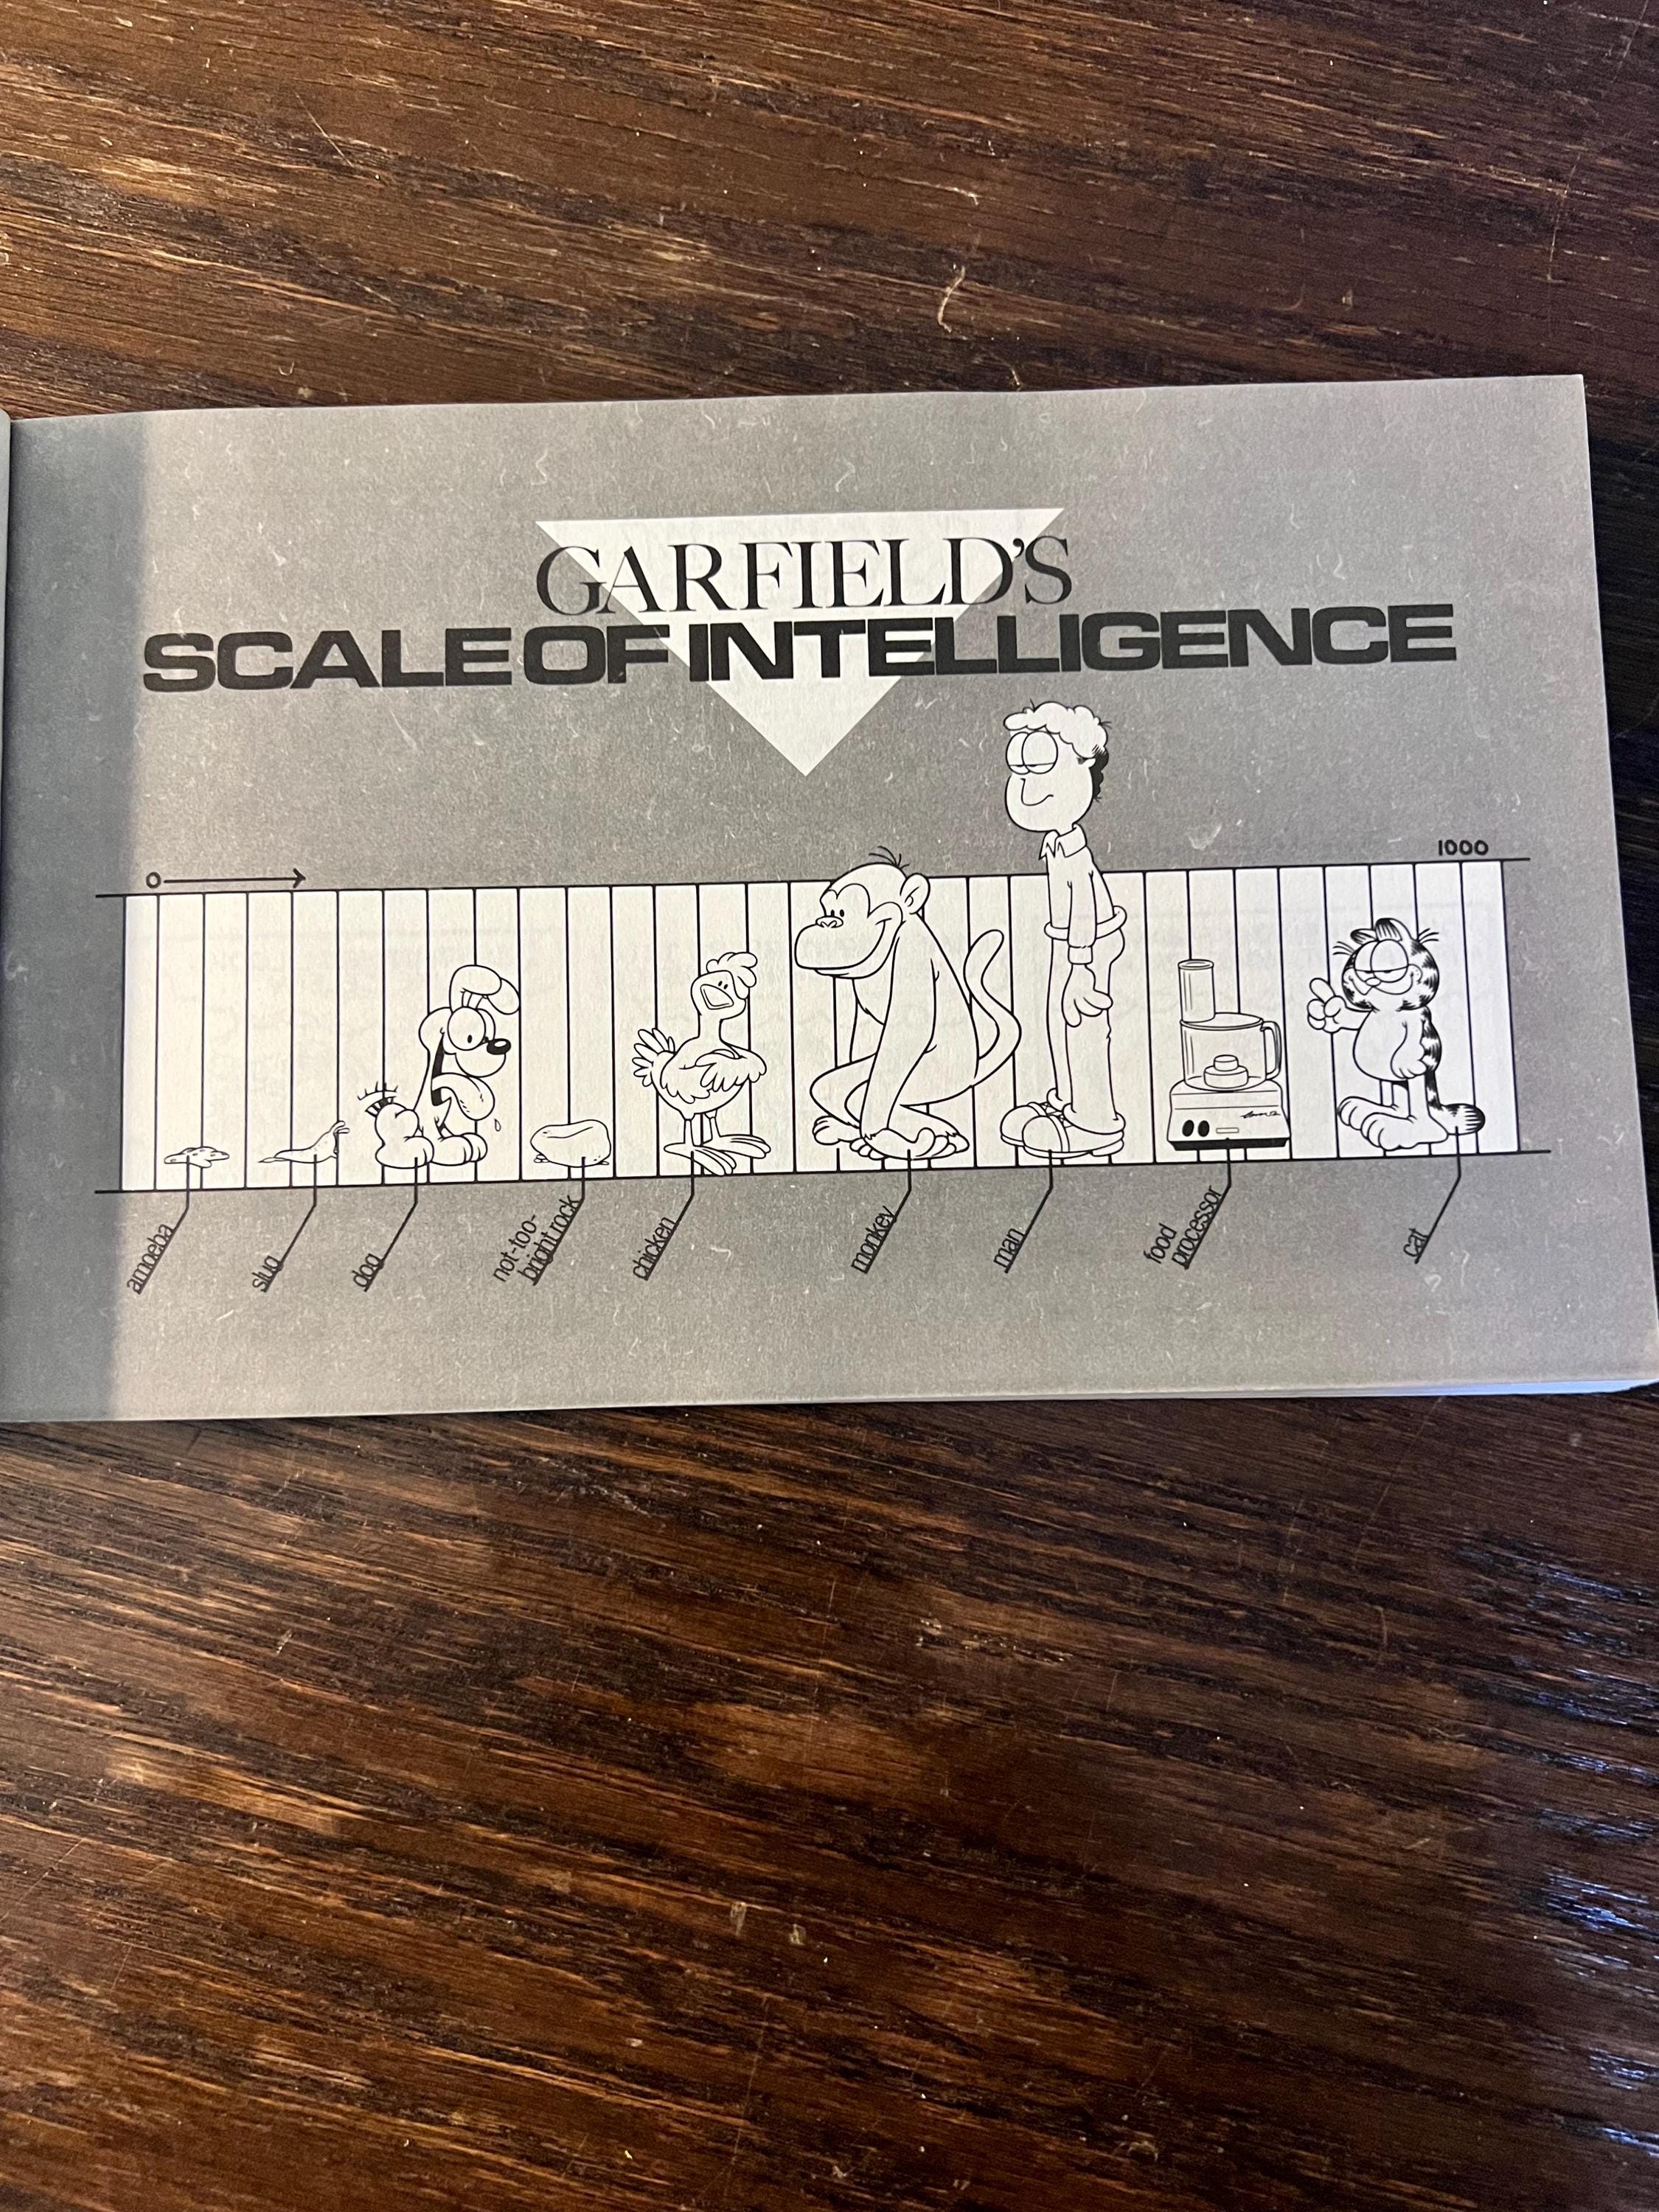 GARFIELD'S
SCALE OF INTELLIGENCE
0
1000
amoeba
slug
dog
not-too-
bright rock
chicken
monkey
man
food
processor
cat